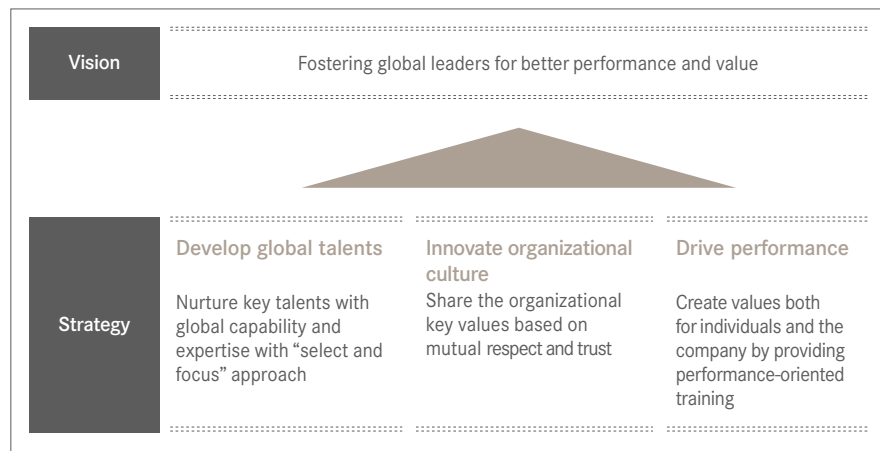 Vision
Fostering global leaders for better performance and value
Strategy
Develop global talents
Nurture key talents with
global capability and
expertise with “select and
focus” approach
Innovate organizational
culture
Share the organizational
key values based on
mutual respect and trust
Drive performance
Create values both
for individuals and the
company by providing
performance-oriented
training